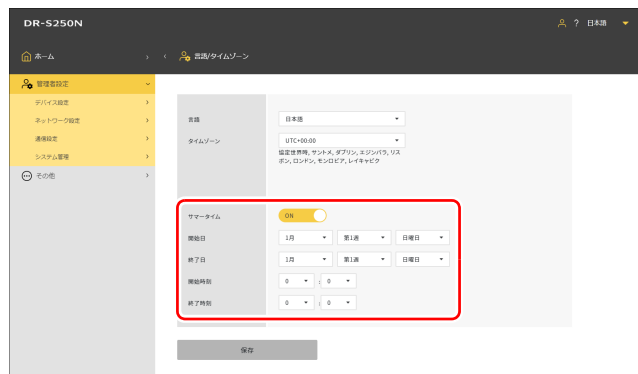 DR-S250N
? 日本語
ホーム
言語/タイムゾーン
管理者設定
デバイス設定
ネットワーク設定
通信設定
システム管理
その他
言語 日本語
タイムゾーン UTC+00:00
協定世界時, サントメ, ダブリン, エジンバラ, リス
ボン, ロンドン, モンロビア, レイキャビク
サマータイム ON
開始日 1月 第1週 日曜日
終了日 1月 第1週 日曜日
開始時刻 0 : 0
終了時刻 0 : 0
保存